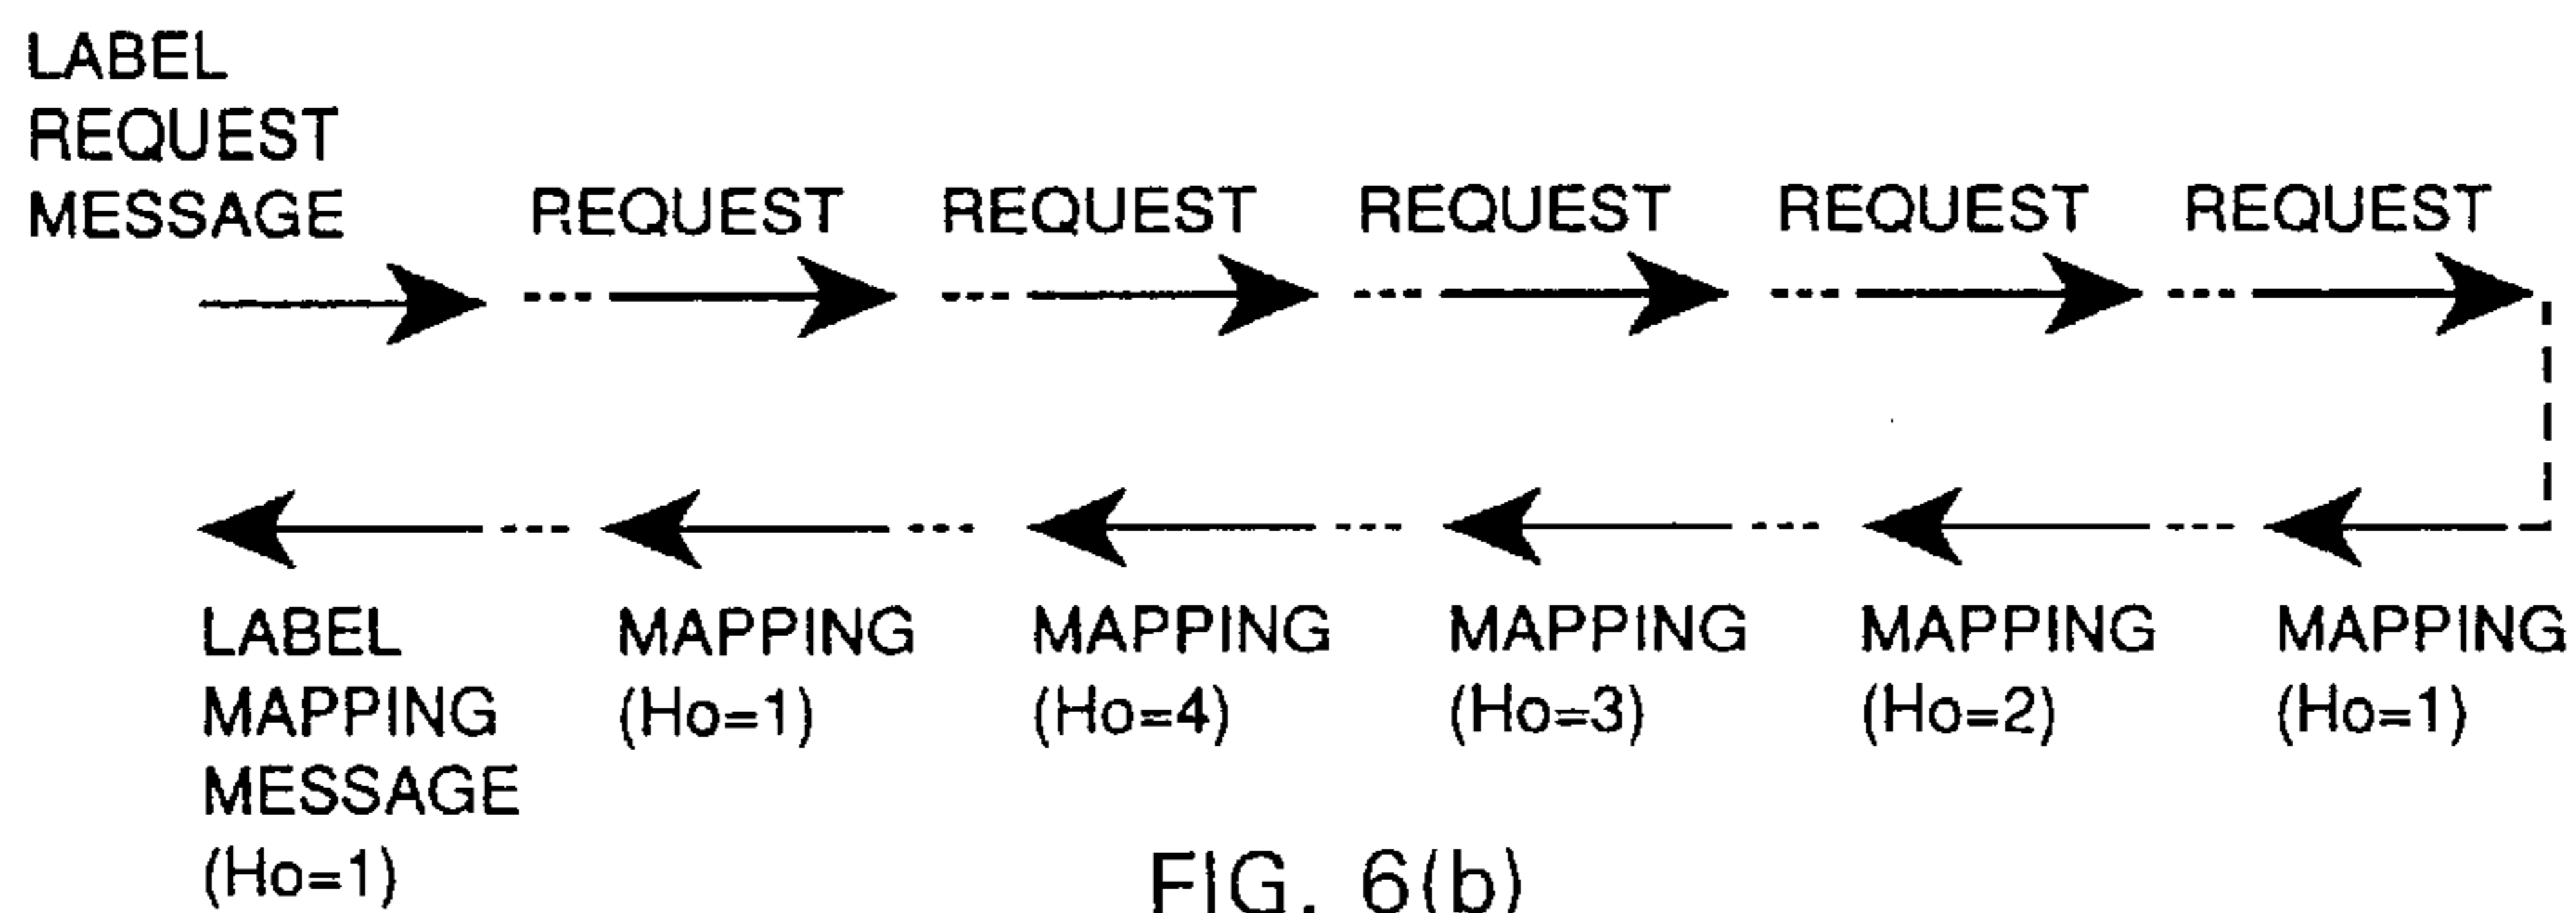 LABEL
REQUEST
MESSAGE
REQUEST
REQUEST
REQUEST
REQUEST
REQUEST
LABEL
MAPPING
MESSAGE
(Ho=1)
MAPPING
(Ho=1)
MAPPING
(Ho=4)
MAPPING
(Ho=3)
MAPPING
(Ho=2)
MAPPING
(Ho=1)
FIG. 6(b)